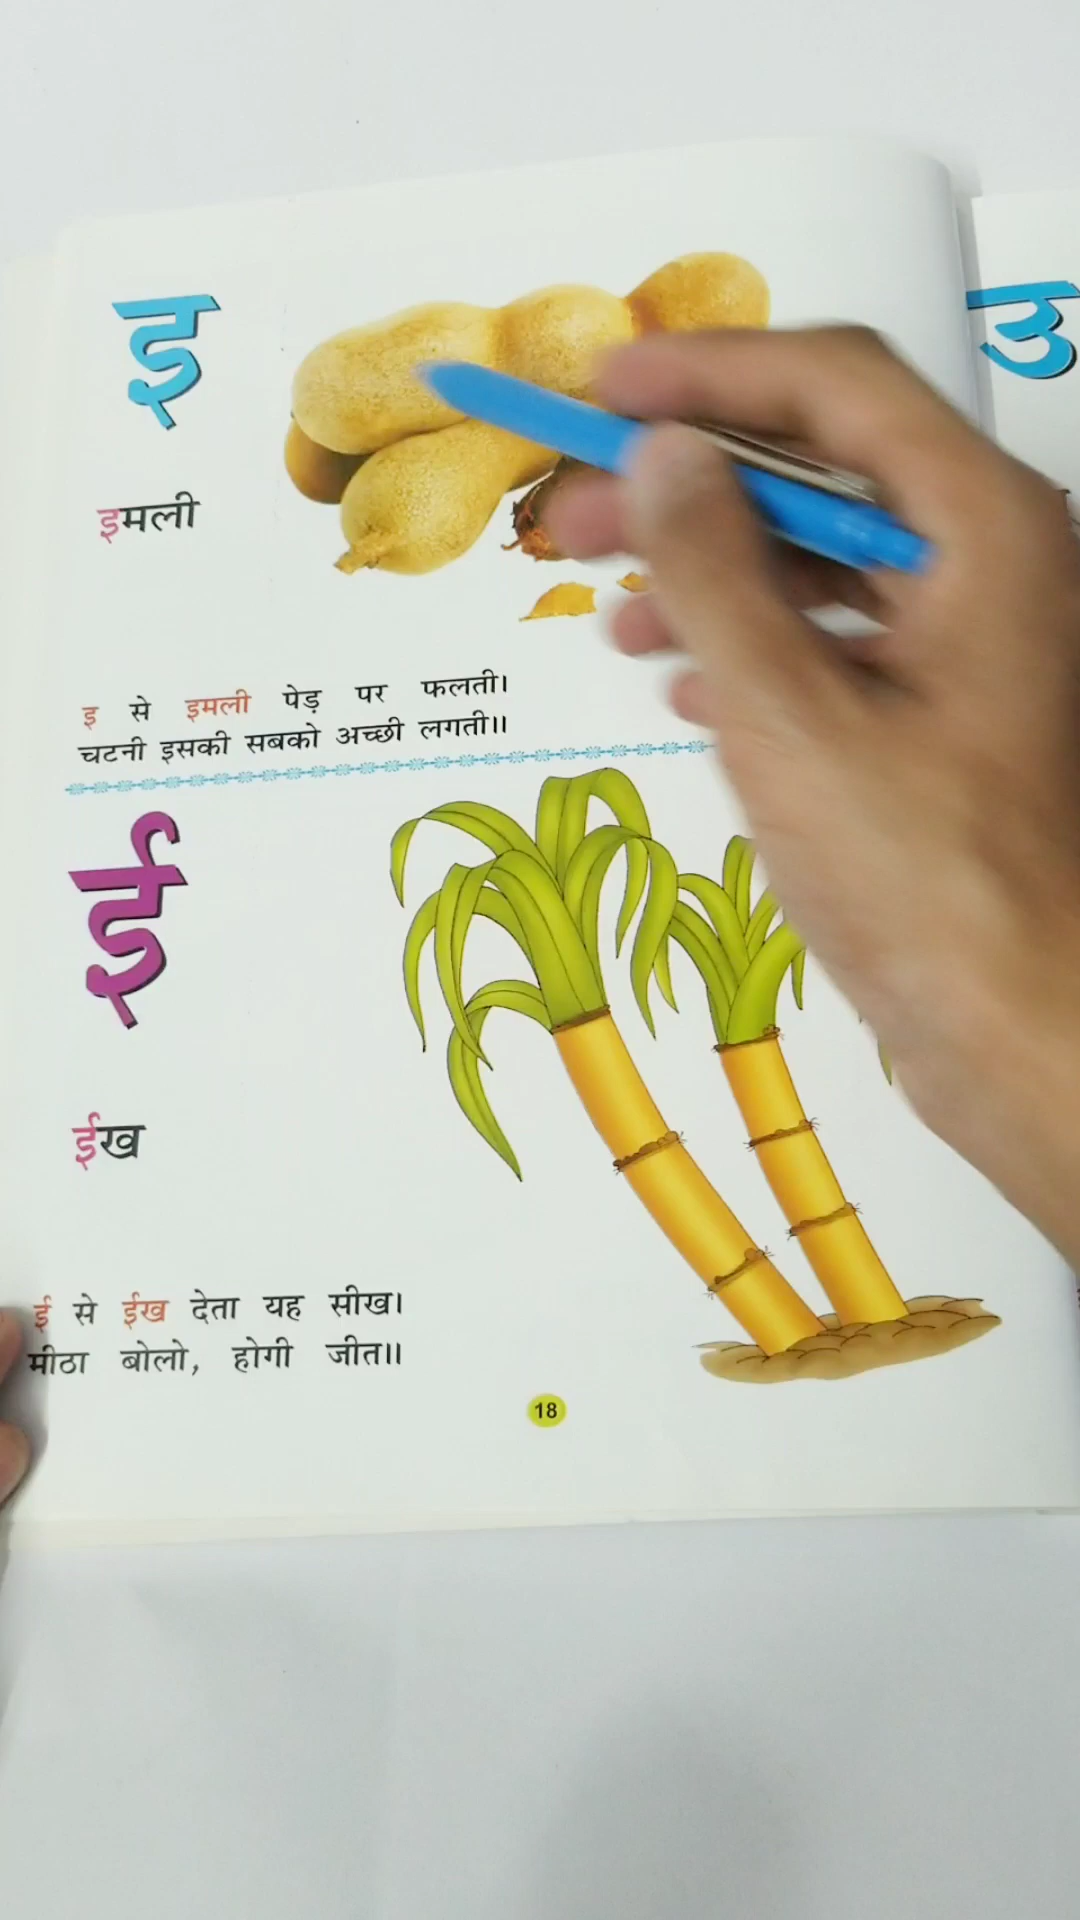 इ
उ
इमली
इ से इमली पेड़ पर फलती।
चटनी इसकी सबको अच्छी लगती॥
ई
ईख
ई से ईख देता यह सीख।
मीठा बोलो, होगी जीत॥
18